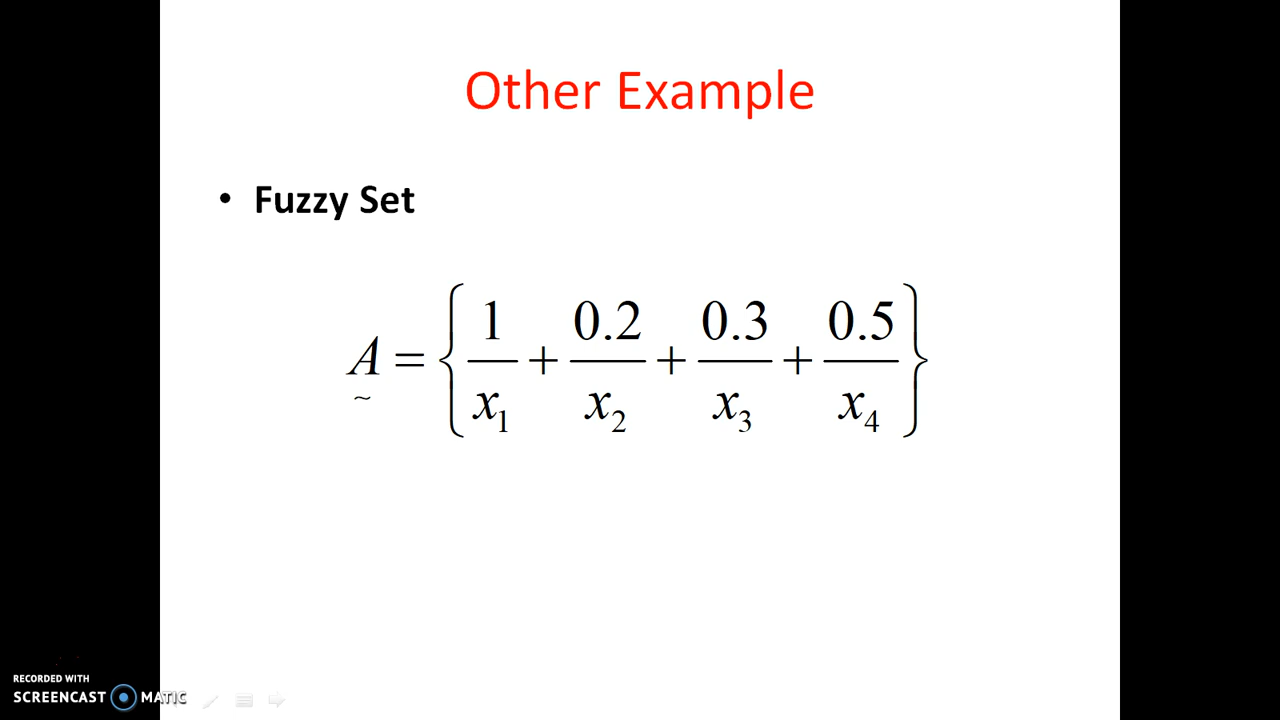 Other Example
• Fuzzy Set
A̰ = { 1/x₁ + 0.2/x₂ + 0.3/x₃ + 0.5/x₄ }
RECORDED WITH
SCREENCAST MATIC